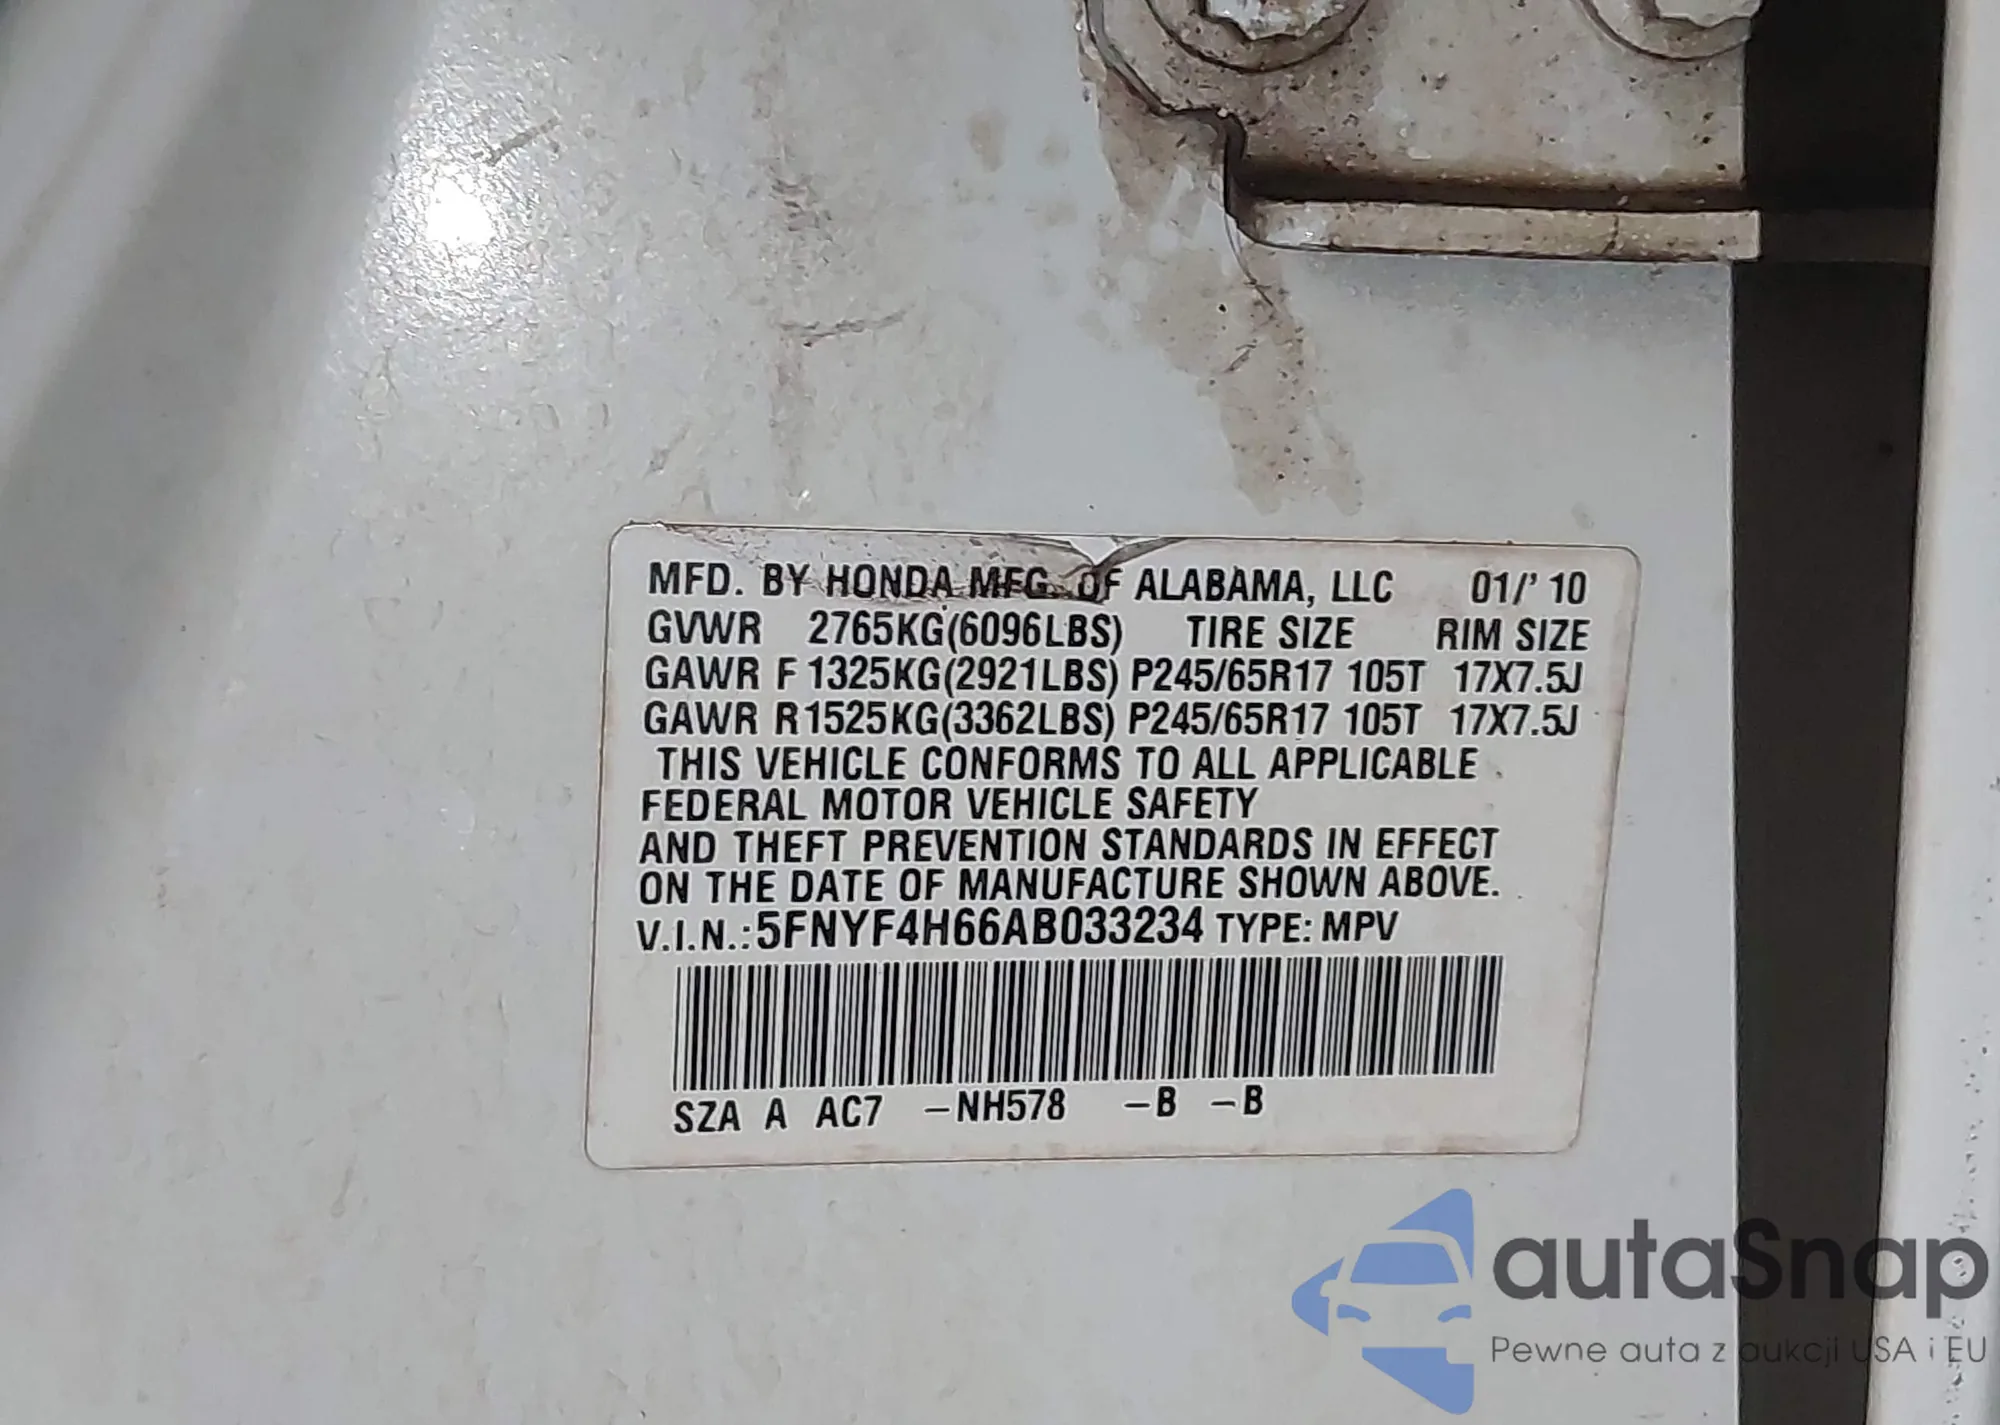 MFD. BY HONDA MFG. OF ALABAMA, LLC 01/' 10
GVWR 2765KG(6096LBS) TIRE SIZE RIM SIZE
GAWR F 1325KG(2921LBS) P245/65R17 105T 17X7.5J
GAWR R 1525KG(3362LBS) P245/65R17 105T 17X7.5J
THIS VEHICLE CONFORMS TO ALL APPLICABLE
FEDERAL MOTOR VEHICLE SAFETY
AND THEFT PREVENTION STANDARDS IN EFFECT
ON THE DATE OF MANUFACTURE SHOWN ABOVE.
V.I.N.: 5FNYF4H66AB033234 TYPE: MPV
SZA A AC7 -NH578 -B -B
autaSnap
Pewne auta z aukcji USA i EU